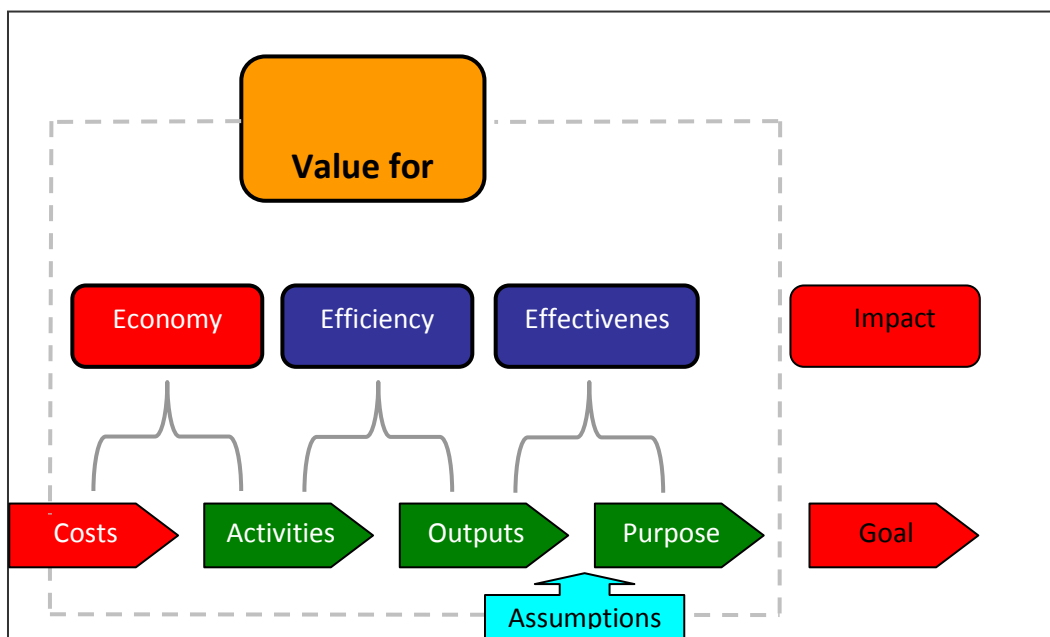 Value for
Economy
Efficiency
Effectivenes
Impact
Costs
Activities
Outputs
Purpose
Goal
Assumptions